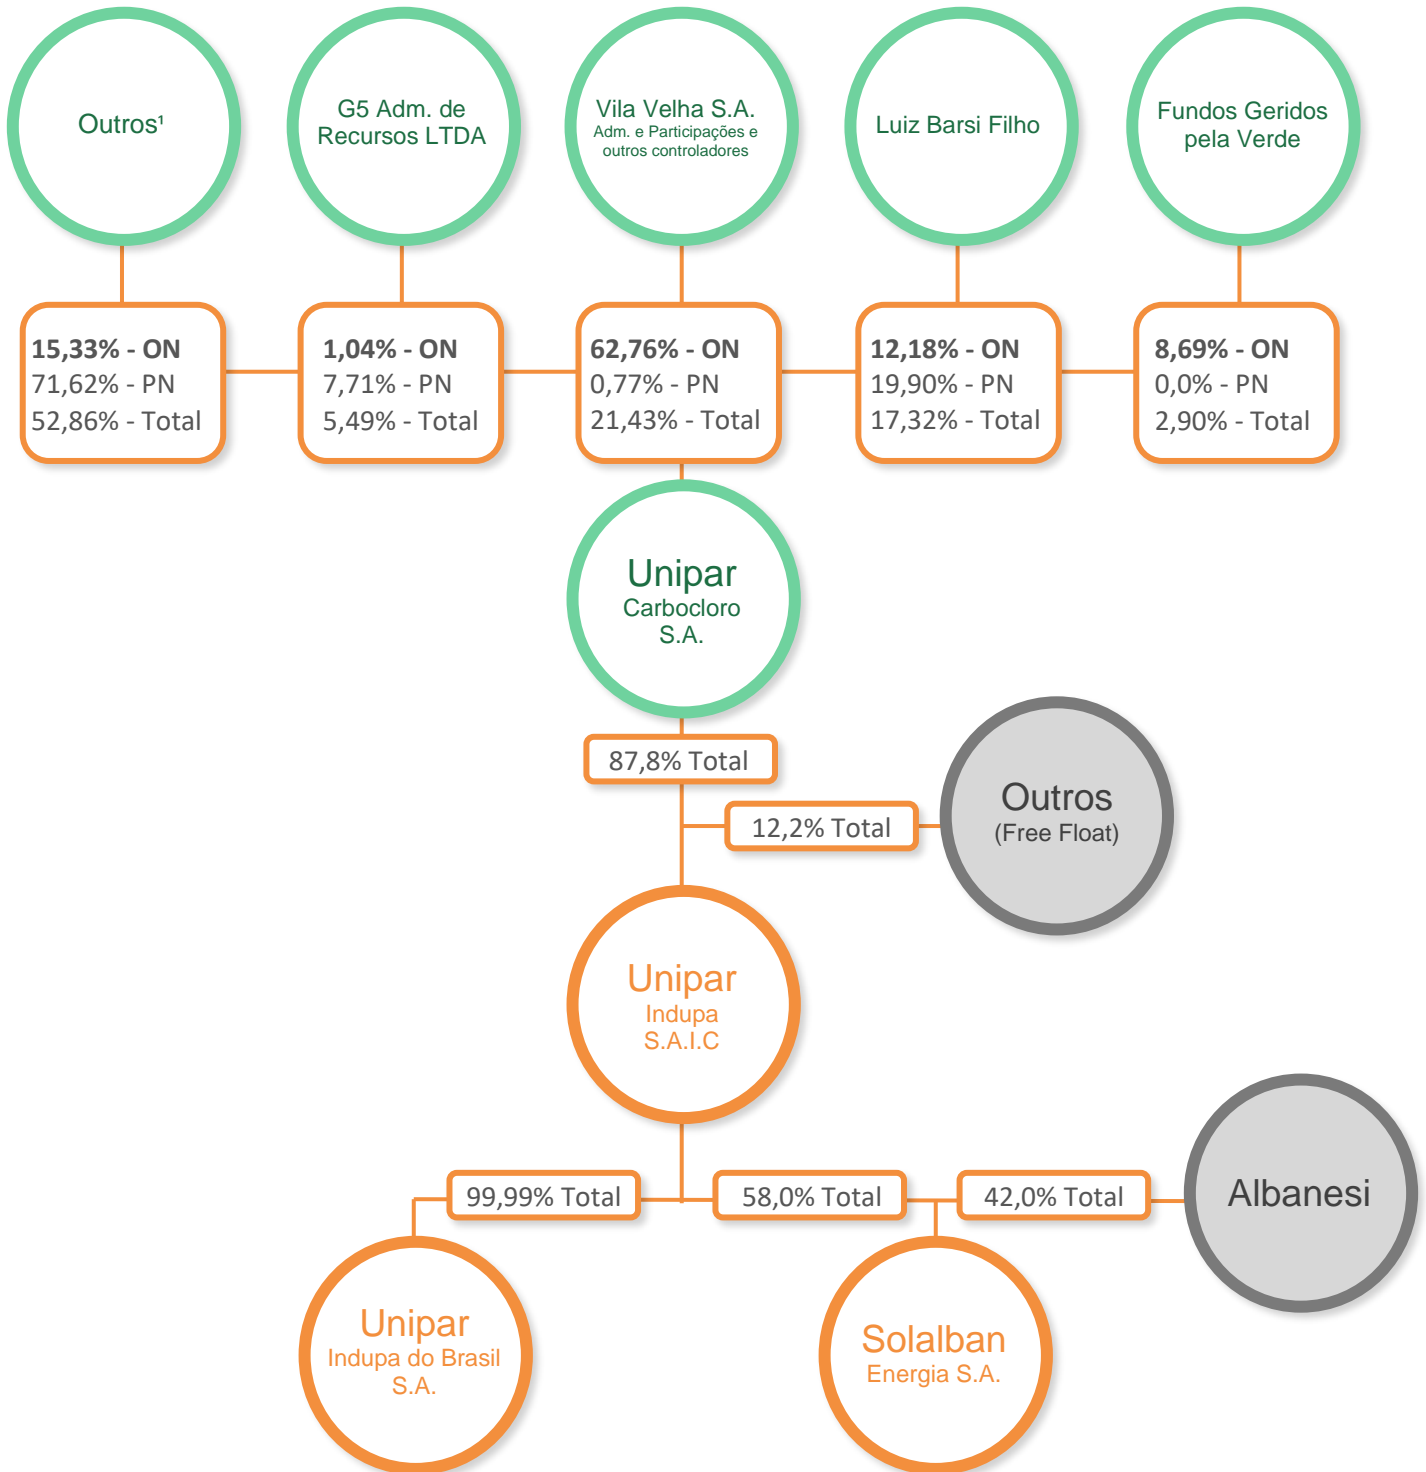 Outros¹
G5 Adm. de
Recursos LTDA
Vila Velha S.A.
Adm. e Participações e
outros controladores
Luiz Barsi Filho
Fundos Geridos
pela Verde
15,33% - ON
71,62% - PN
52,86% - Total
1,04% - ON
7,71% - PN
5,49% - Total
62,76% - ON
0,77% - PN
21,43% - Total
12,18% - ON
19,90% - PN
17,32% - Total
8,69% - ON
0,0% - PN
2,90% - Total
Unipar
Carbocloro
S.A.
87,8% Total
12,2% Total
Outros
(Free Float)
Unipar
Indupa
S.A.I.C
99,99% Total
58,0% Total
42,0% Total
Albanesi
Unipar
Indupa do Brasil
S.A.
Solalban
Energia S.A.